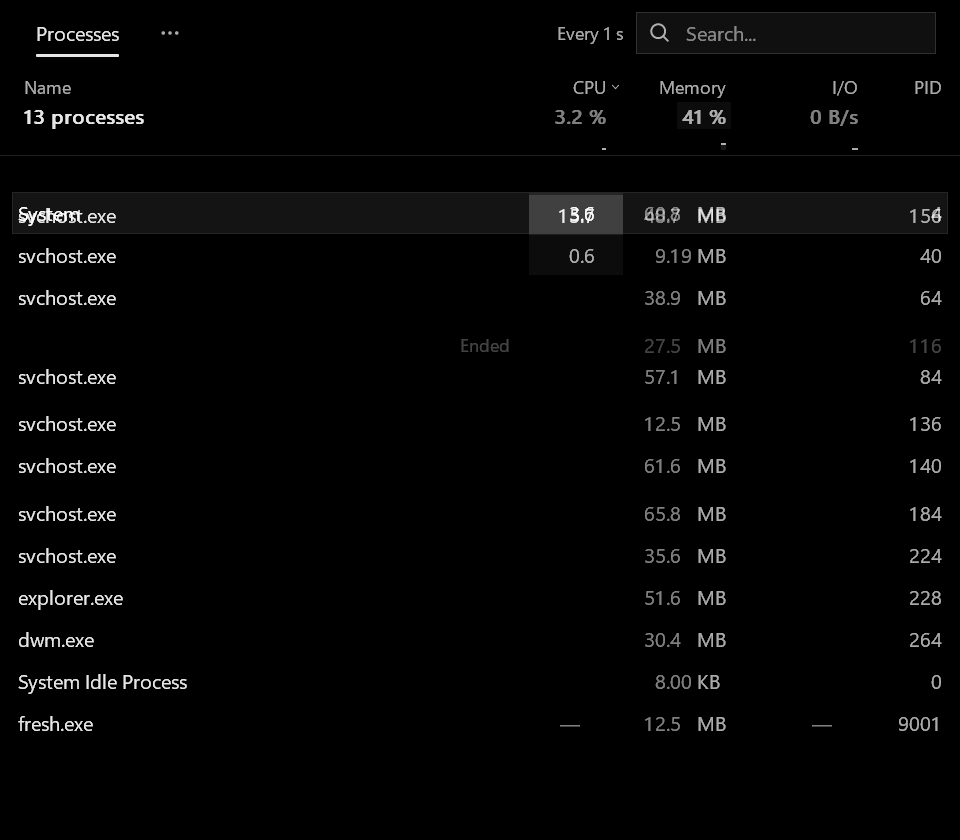 Processes ··· Every 1 s Search...
Name CPU Memory I/O PID
13 processes 3.2 % 41 % 0 B/s
- - -
System svchost.exe MB
svchost.exe 0.6 9.19 MB 40
svchost.exe 38.9 MB 64
Ended 27.5 MB 116
svchost.exe 57.1 MB 84
svchost.exe 12.5 MB 136
svchost.exe 61.6 MB 140
svchost.exe 65.8 MB 184
svchost.exe 35.6 MB 224
explorer.exe 51.6 MB 228
dwm.exe 30.4 MB 264
System Idle Process 8.00 KB 0
fresh.exe — 12.5 MB — 9001